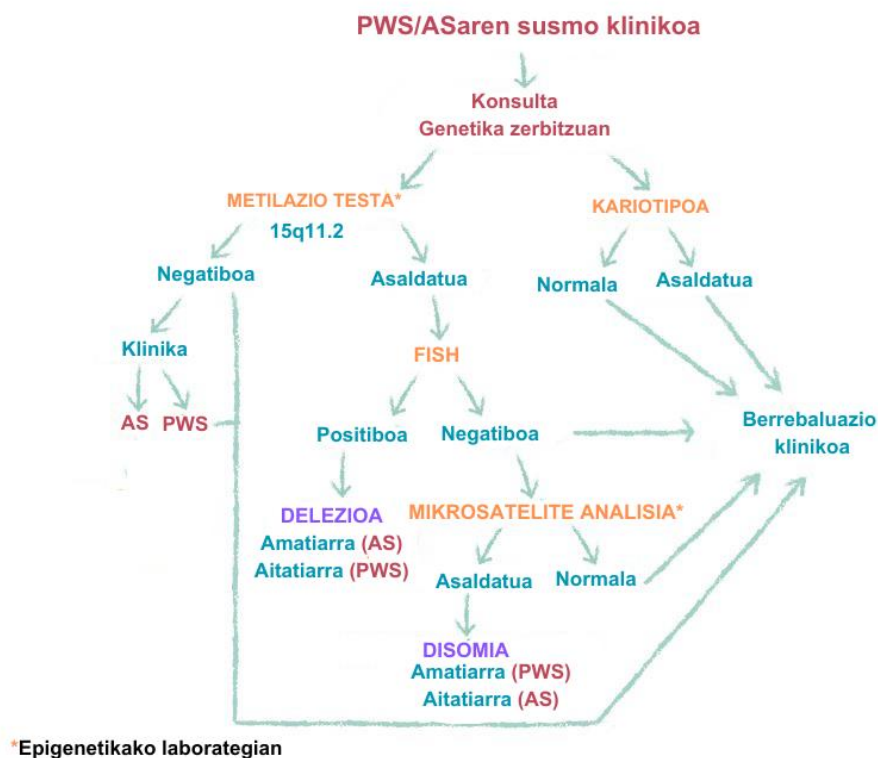 PWS/ASaren susmo klinikoa
Konsulta
Genetika zerbitzuan
METILAZIO TESTA*
15q11.2
KARIOTIPOA
Negatiboa
Asaldatua
Normala
Asaldatua
Klinika
FISH
AS
PWS
Positiboa
Negatiboa
Berrebaluazio
klinikoa
DELEZIOA
Amatiarra (AS)
Aitatiarra (PWS)
MIKROSATELITE ANALISIA*
Asaldatua
Normala
DISOMIA
Amatiarra (PWS)
Aitatiarra (AS)
*Epigenetikako laborategian